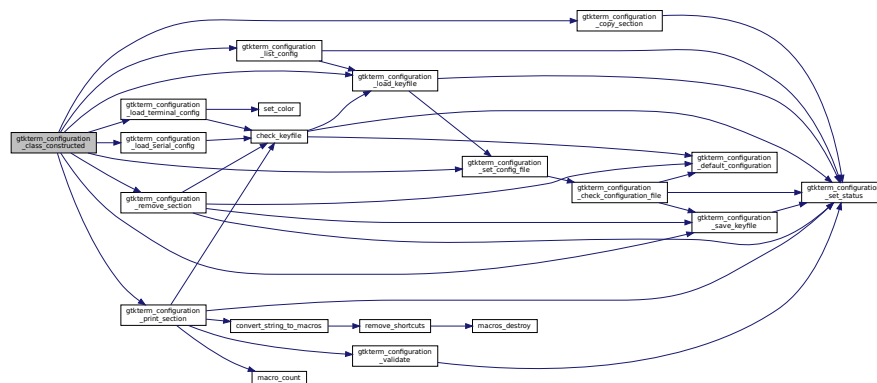 gtkterm_configuration
_copy_section
gtkterm_configuration
_list_config
gtkterm_configuration
_load_keyfile
gtkterm_configuration
_load_terminal_config
set_color
gtkterm_configuration
_class_constructed
gtkterm_configuration
_load_serial_config
check_keyfile
gtkterm_configuration
_set_config_file
gtkterm_configuration
_default_configuration
gtkterm_configuration
_check_configuration_file
gtkterm_configuration
_set_status
gtkterm_configuration
_remove_section
gtkterm_configuration
_save_keyfile
gtkterm_configuration
_print_section
convert_string_to_macros
remove_shortcuts
macros_destroy
gtkterm_configuration
_validate
macro_count